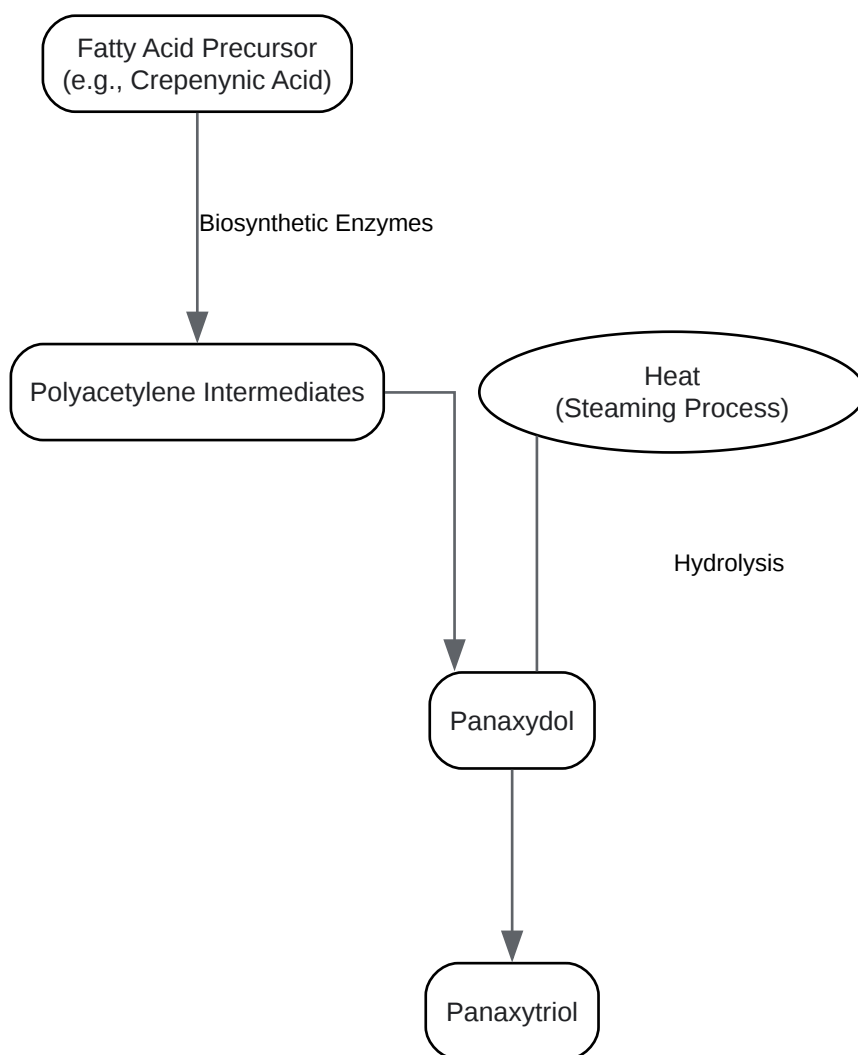 Fatty Acid Precursor
(e.g., Crepenynic Acid)
Biosynthetic Enzymes
Polyacetylene Intermediates
Heat
(Steaming Process)
Hydrolysis
Panaxydol
Panaxytriol